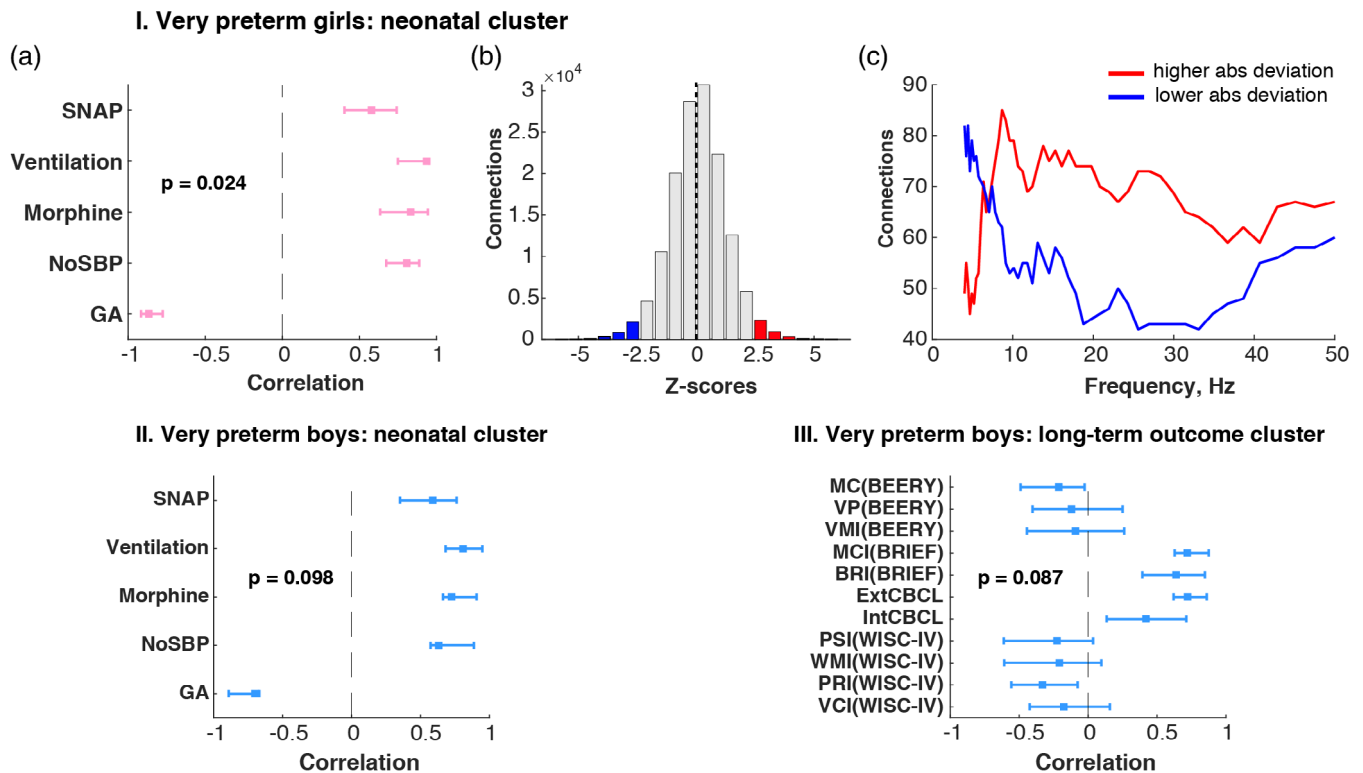 I. Very preterm girls: neonatal cluster
(a)
SNAP
Ventilation
Morphine
NoSBP
GA
p = 0.024
-1
-0.5
0
0.5
1
Correlation
(b)
×10⁴
3
2.5
2
1.5
1
0.5
0
Connections
-5
-2.5
0
2.5
5
Z-scores
(c)
higher abs deviation
lower abs deviation
90
80
70
60
50
40
Connections
0
10
20
30
40
50
Frequency, Hz
II. Very preterm boys: neonatal cluster
SNAP
Ventilation
Morphine
NoSBP
GA
p = 0.098
-1
-0.5
0
0.5
1
Correlation
III. Very preterm boys: long-term outcome cluster
MC(BEERY)
VP(BEERY)
VMI(BEERY)
MCI(BRIEF)
BRI(BRIEF)
ExtCBCL
IntCBCL
PSI(WISC-IV)
WMI(WISC-IV)
PRI(WISC-IV)
VCI(WISC-IV)
p = 0.087
-1
-0.5
0
0.5
1
Correlation